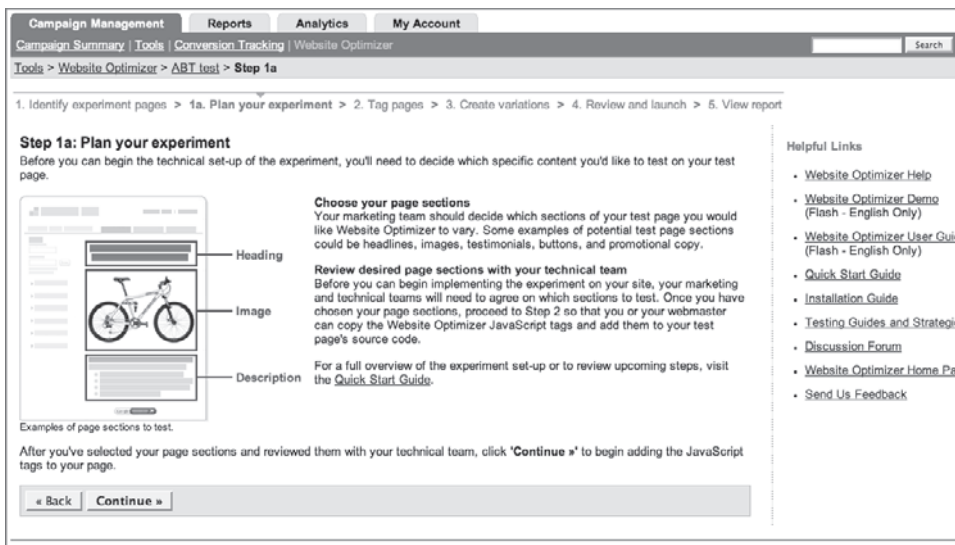 Campaign Management Reports Analytics My Account
Campaign Summary | Tools | Conversion Tracking | Website Optimizer
Search
Tools > Website Optimizer > ABT test > Step 1a
1. Identify experiment pages > 1a. Plan your experiment > 2. Tag pages > 3. Create variations > 4. Review and launch > 5. View report
Step 1a: Plan your experiment
Before you can begin the technical set-up of the experiment, you'll need to decide which specific content you'd like to test on your test
page.
Heading
Image
Description
Examples of page sections to test.
Choose your page sections
Your marketing team should decide which sections of your test page you would
like Website Optimizer to vary. Some examples of potential test page sections
could be headlines, images, testimonials, buttons, and promotional copy.
Review desired page sections with your technical team
Before you can begin implementing the experiment on your site, your marketing
and technical teams will need to agree on which sections to test. Once you have
chosen your page sections, proceed to Step 2 so that you or your webmaster
can copy the Website Optimizer JavaScript tags and add them to your test
page's source code.
For a full overview of the experiment set-up or to review upcoming steps, visit
the Quick Start Guide.
After you've selected your page sections and reviewed them with your technical team, click 'Continue »' to begin adding the JavaScript
tags to your page.
« Back Continue »
Helpful Links
• Website Optimizer Help
• Website Optimizer Demo
(Flash - English Only)
• Website Optimizer User Gui
(Flash - English Only)
• Quick Start Guide
• Installation Guide
• Testing Guides and Strategi
• Discussion Forum
• Website Optimizer Home Pa
• Send Us Feedback